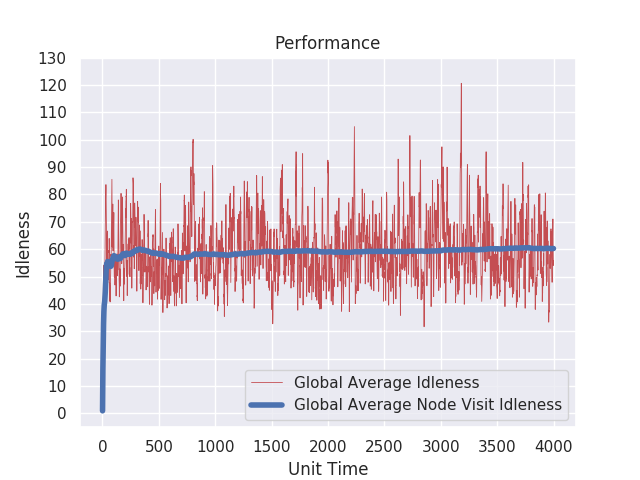 Performance
130
120
110
100
90
80
70
60
50
40
30
20
10
0
Idleness
Global Average Idleness
Global Average Node Visit Idleness
0 500 1000 1500 2000 2500 3000 3500 4000
Unit Time